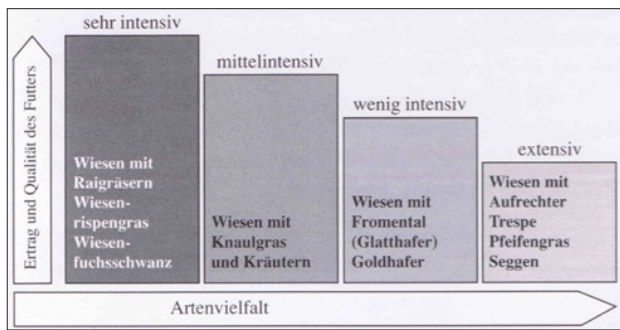 sehr intensiv
mittelintensiv
wenig intensiv
extensiv
Ertrag und Qualität des Futters
Wiesen mit
Raigräsern
Wiesen-
rispengras
Wiesen-
fuchsschwanz
Wiesen mit
Knaulgras
und Kräutern
Wiesen mit
Fromental
(Glatthafer)
Goldhafer
Wiesen mit
Aufrechter
Trespe
Pfeifengras
Seggen
Artenvielfalt